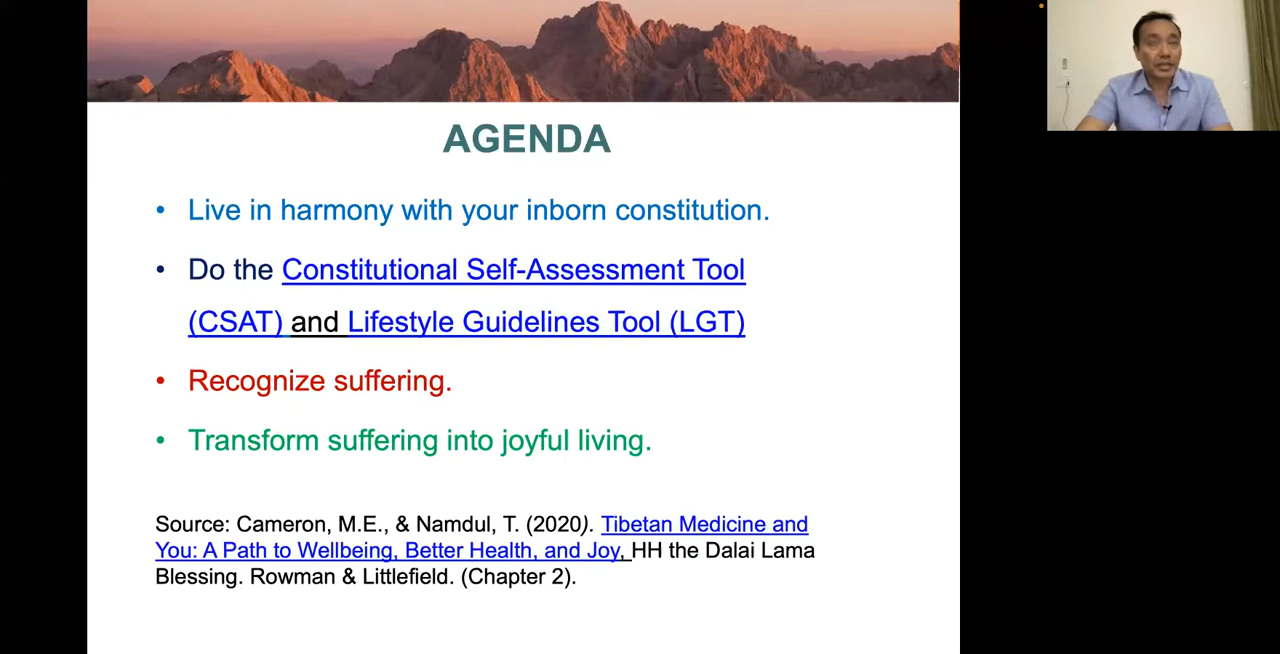 AGENDA
• Live in harmony with your inborn constitution.
• Do the Constitutional Self-Assessment Tool
(CSAT) and Lifestyle Guidelines Tool (LGT)
• Recognize suffering.
• Transform suffering into joyful living.
Source: Cameron, M.E., & Namdul, T. (2020). Tibetan Medicine and
You: A Path to Wellbeing, Better Health, and Joy, HH the Dalai Lama
Blessing. Rowman & Littlefield. (Chapter 2).